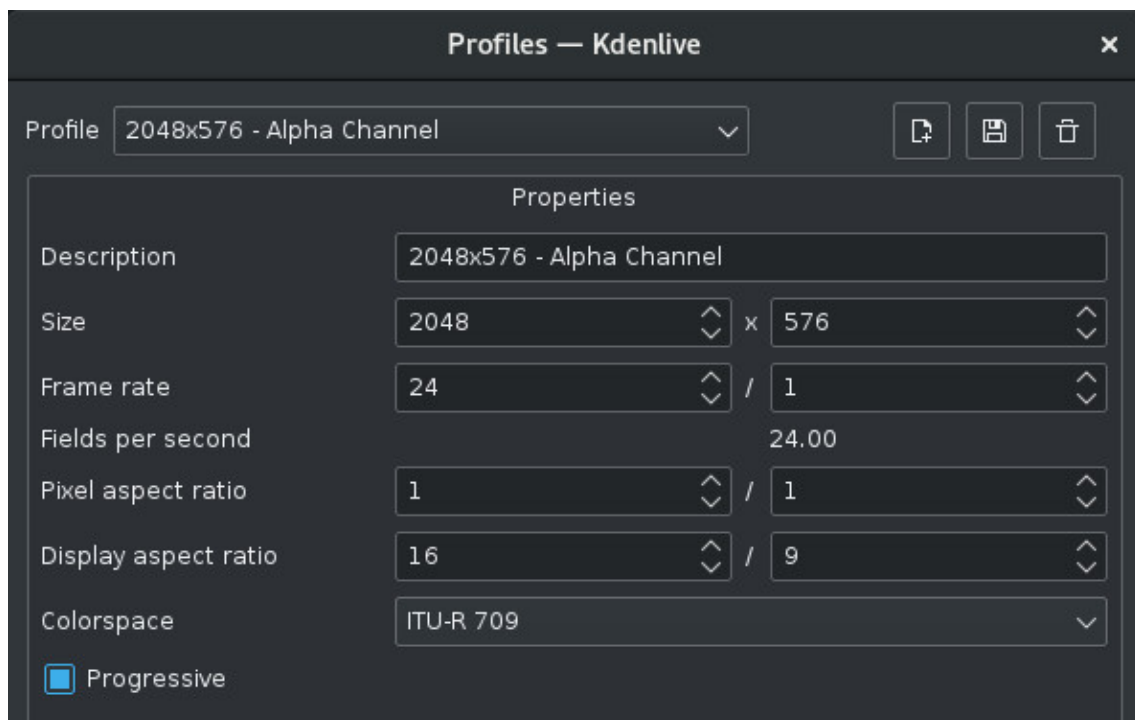 Profiles — Kdenlive
Profile 2048x576 - Alpha Channel
Properties
Description 2048x576 - Alpha Channel
Size 2048 x 576
Frame rate 24 / 1
Fields per second 24.00
Pixel aspect ratio 1 / 1
Display aspect ratio 16 / 9
Colorspace ITU-R 709
Progressive